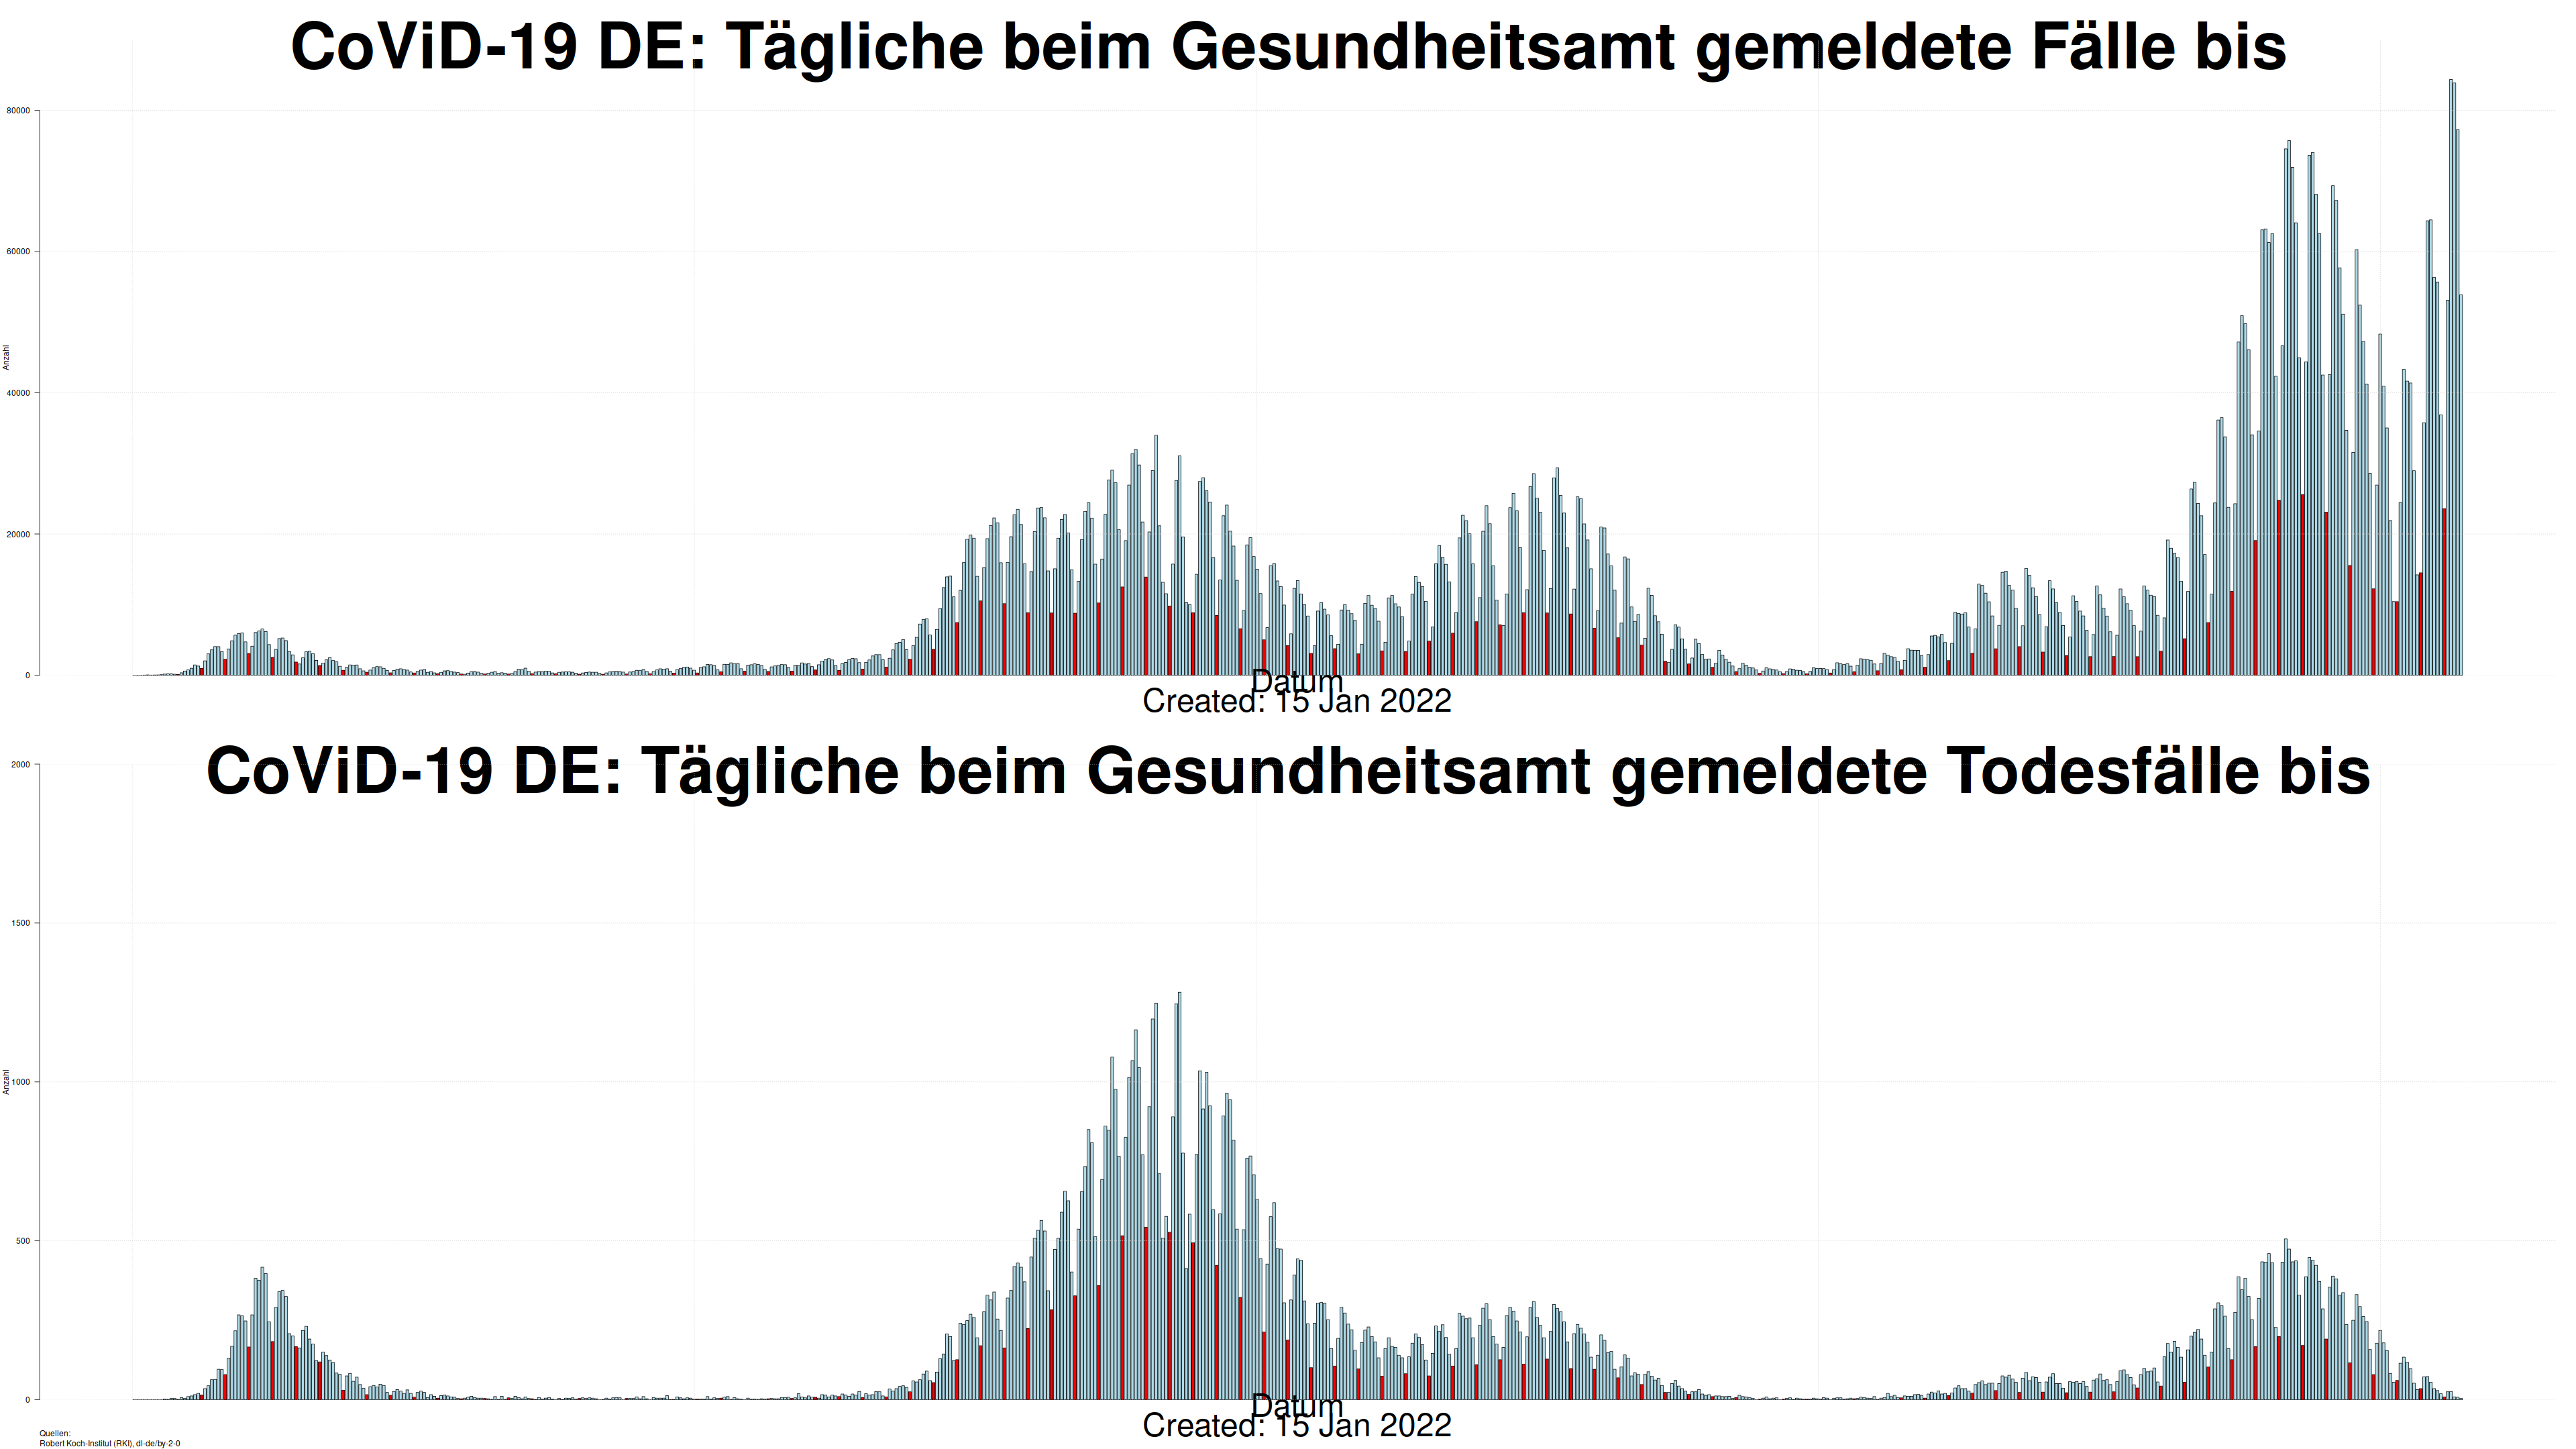 CoViD-19 DE: Tägliche beim Gesundheitsamt gemeldete Fälle bis
80000
60000
Anzahl
40000
20000
0
Datum
Created: 15 Jan 2022
CoViD-19 DE: Tägliche beim Gesundheitsamt gemeldete Todesfälle bis
2000
1500
Anzahl
1000
500
0
Datum
Created: 15 Jan 2022
Quellen:
Robert Koch-Institut (RKI), dl-de/by-2-0